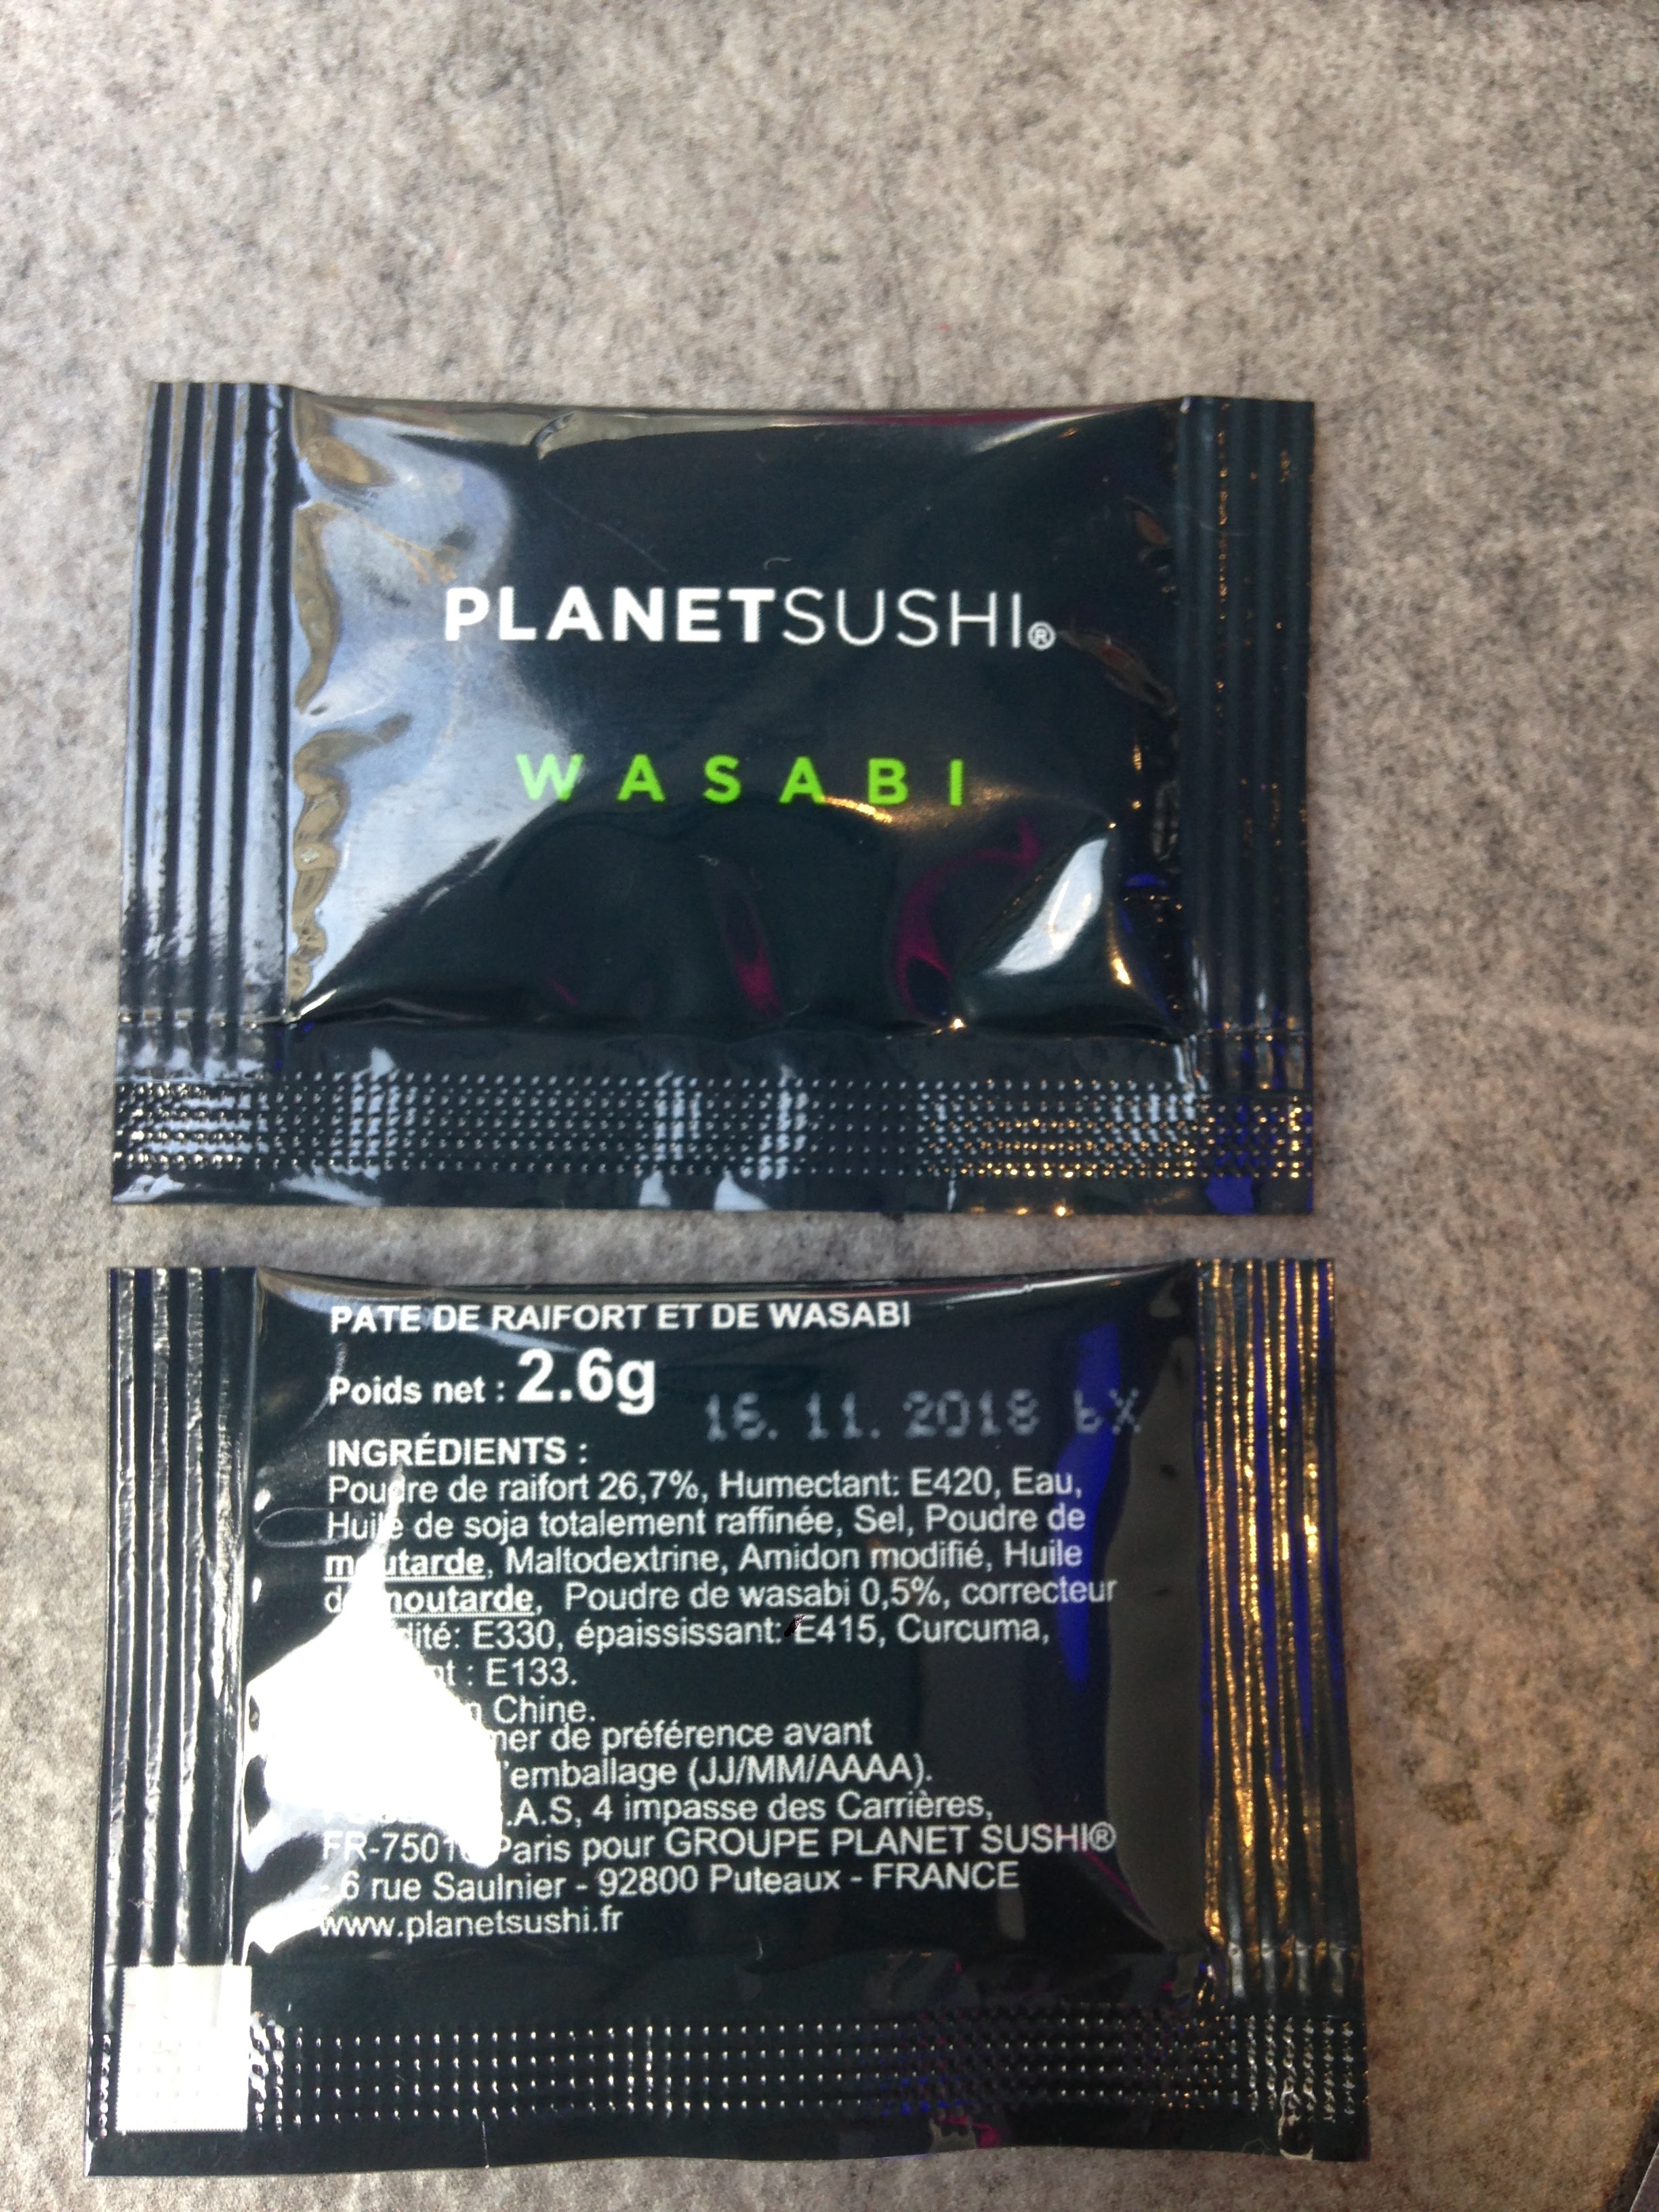 PLANETSUSHI®
WASABI
PATE DE RAIFORT ET DE WASABI
Poids net : 2.6g
16. 11. 2018 6X
INGRÉDIENTS :
Poudre de raifort 26,7%, Humectant: E420, Eau,
Huile de soja totalement raffinée, Sel, Poudre de
moutarde, Maltodextrine, Amidon modifié, Huile
de moutarde, Poudre de wasabi 0,5%, correcteur
E330, épaississant: E415, Curcuma,
: E133.
Chine.
de préférence avant
l'emballage (JJ/MM/AAAA).
4 impasse des Carrières,
Paris pour GROUPE PLANET SUSHI®
- 6 rue Saulnier - 92800 Puteaux - FRANCE
www.planetsushi.fr